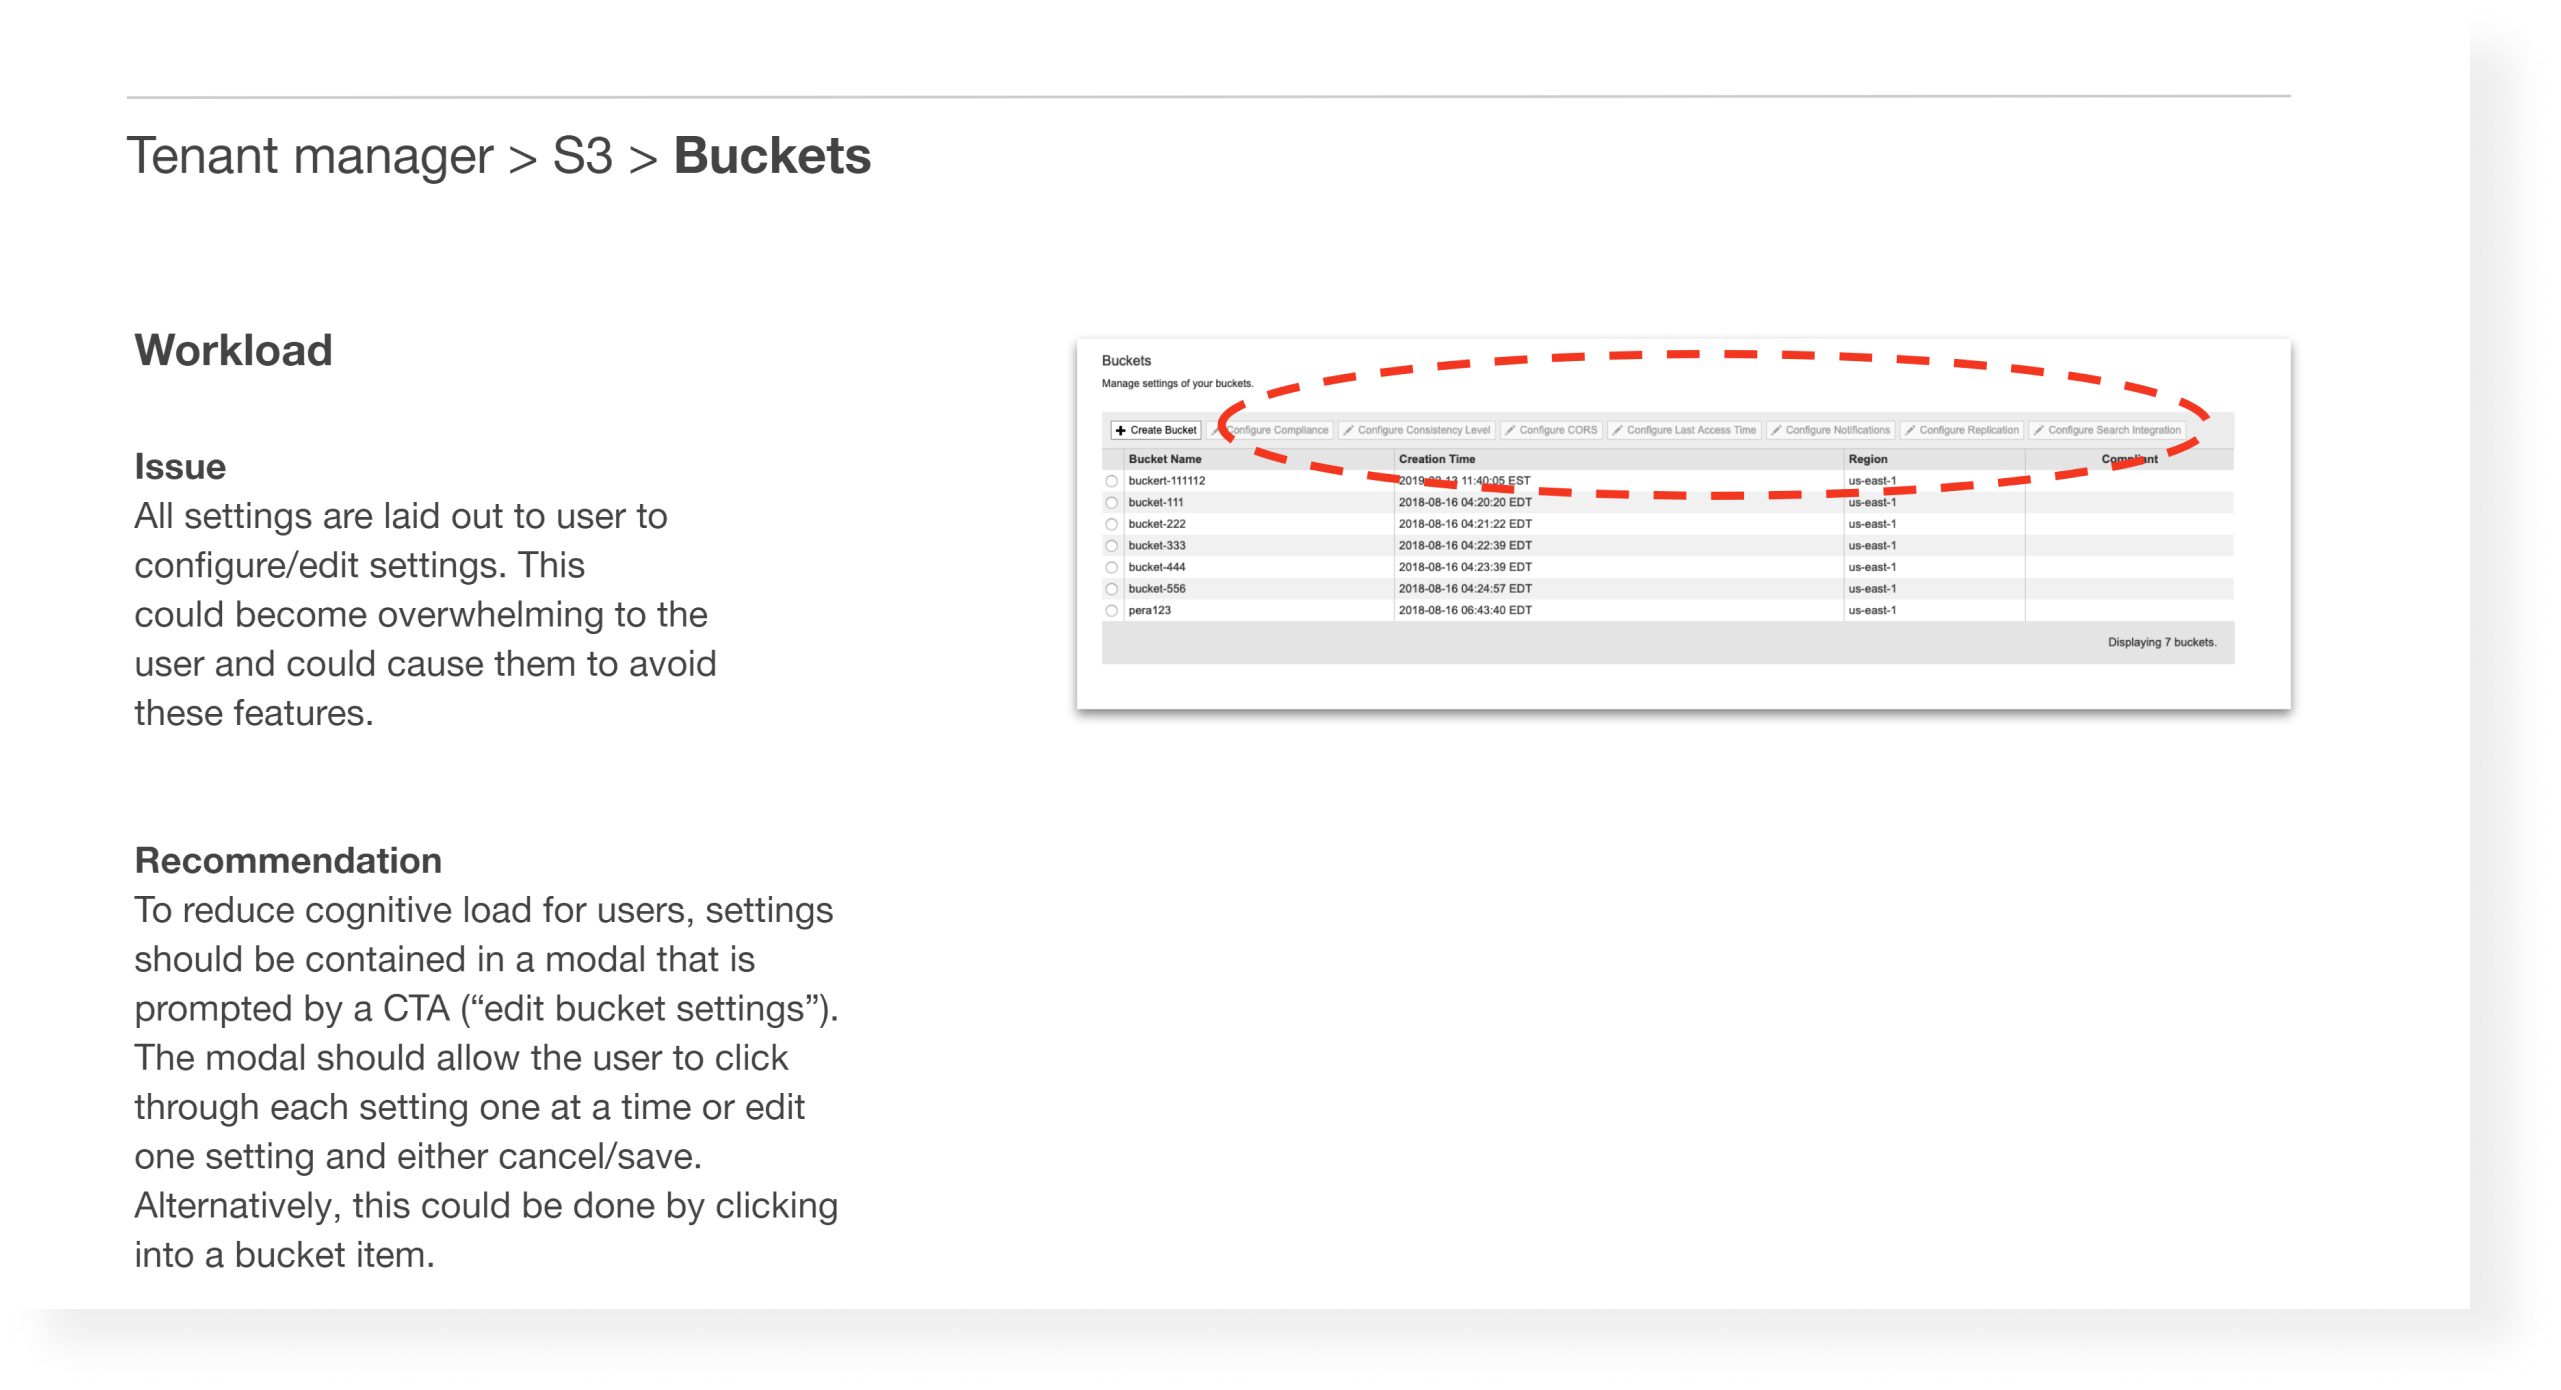 Tenant manager > S3 > Buckets
Workload
Issue
All settings are laid out to user to
configure/edit settings. This
could become overwhelming to the
user and could cause them to avoid
these features.
Recommendation
To reduce cognitive load for users, settings
should be contained in a modal that is
prompted by a CTA (“edit bucket settings”).
The modal should allow the user to click
through each setting one at a time or edit
one setting and either cancel/save.
Alternatively, this could be done by clicking
into a bucket item.
Buckets
Manage settings of your buckets.
Create Bucket Configure Compliance Configure Consistency Level Configure CORS Configure Last Access Time Configure Notifications Configure Replication Configure Search Integration
Bucket Name Creation Time Region Compliant
buckert-111112 11:40:05 EST us-east-1
bucket-111 2018-08-16 04:20:20 EDT us-east-1
bucket-222 2018-08-16 04:21:22 EDT us-east-1
bucket-333 2018-08-16 04:22:39 EDT us-east-1
bucket-444 2018-08-16 04:23:39 EDT us-east-1
bucket-556 2018-08-16 04:24:57 EDT us-east-1
pera123 2018-08-16 06:43:40 EDT us-east-1
Displaying 7 buckets.